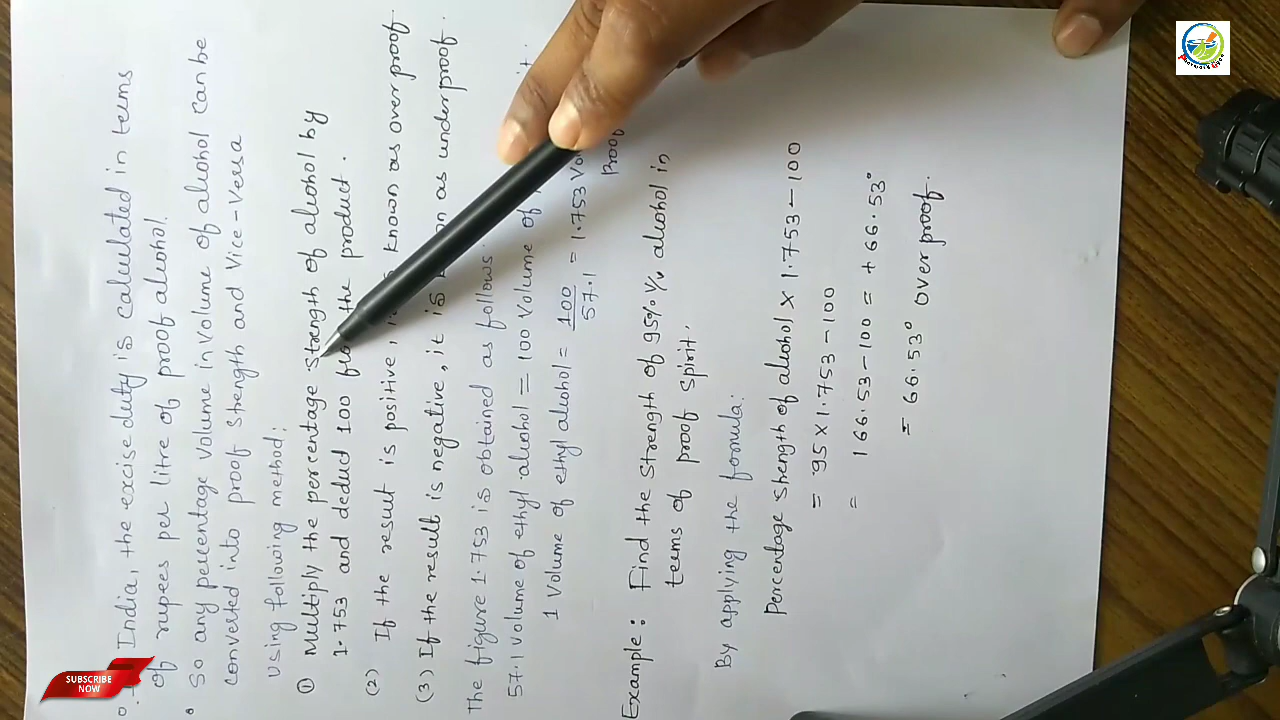 India, the excise duty is calculated in terms
of rupees per litre of proof alcohol.
So any percentage volume in volume of alcohol can be
converted into proof strength and Vice-Versa
using following method:
① Multiply the percentage strength of alcohol by
1.753 and deduct 100 from the product.
(2) If the result is positive, known as over proof.
(3) If the result is negative, it is as under proof.
The figure 1.753 is obtained as follows.
57.1 Volume of ethyl alcohol = 100 Volume of
1 Volume of ethyl alcohol = 100/57.1 = 1.753
Proof
Example: Find the strength of 95% V/v alcohol in
terms of proof spirit.
By applying the formula:
Percentage strength of alcohol × 1.753 - 100
= 95 × 1.753 - 100
= 166.53 - 100 = + 66.53°
= 66.53° Over proof.
SUBSCRIBE
NOW